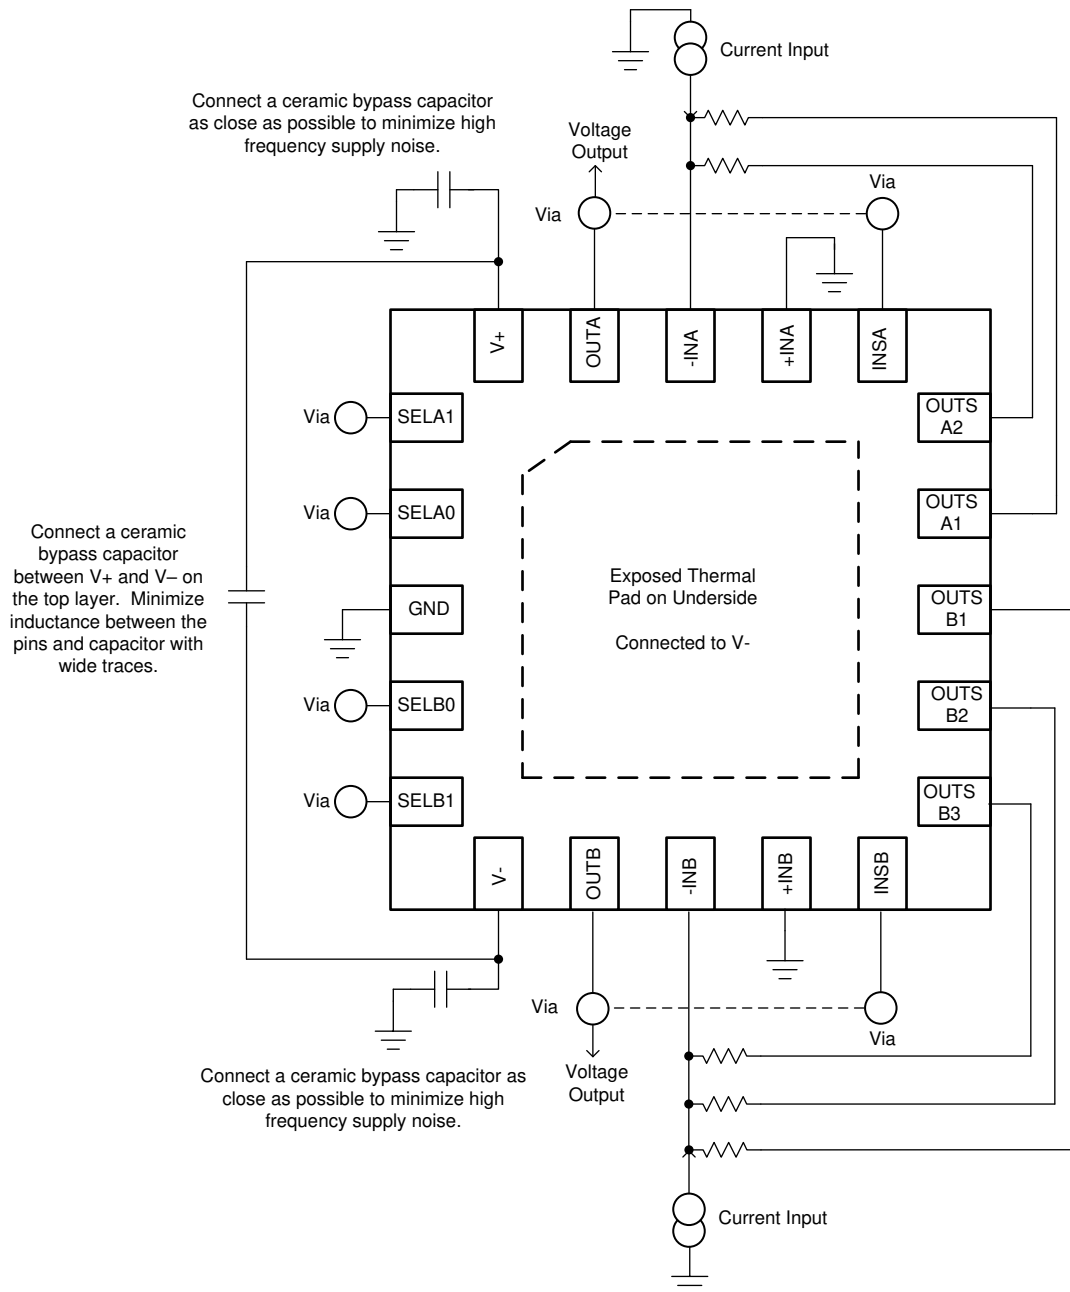 Current Input
Connect a ceramic bypass capacitor
as close as possible to minimize high
frequency supply noise.
Voltage
Output
Via
Via
V+
OUTA
-INA
+INA
INSA
Via
SELA1
OUTS
A2
Via
SELA0
OUTS
A1
Connect a ceramic
bypass capacitor
between V+ and V– on
the top layer. Minimize
inductance between the
pins and capacitor with
wide traces.
GND
Exposed Thermal
Pad on Underside
Connected to V-
OUTS
B1
Via
SELB0
OUTS
B2
Via
SELB1
OUTS
B3
V-
OUTB
-INB
+INB
INSB
Via
Via
Connect a ceramic bypass capacitor as
close as possible to minimize high
frequency supply noise.
Voltage
Output
Current Input